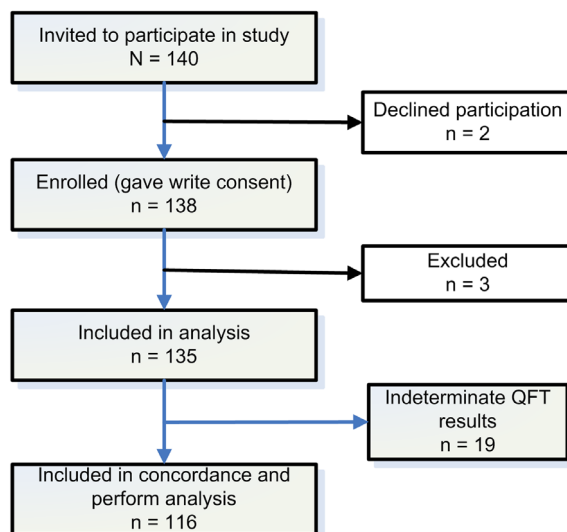 Invited to participate in study
N = 140
Declined participation
n = 2
Enrolled (gave write consent)
n = 138
Excluded
n = 3
Included in analysis
n = 135
Indeterminate QFT
results
n = 19
Included in concordance and
perform analysis
n = 116